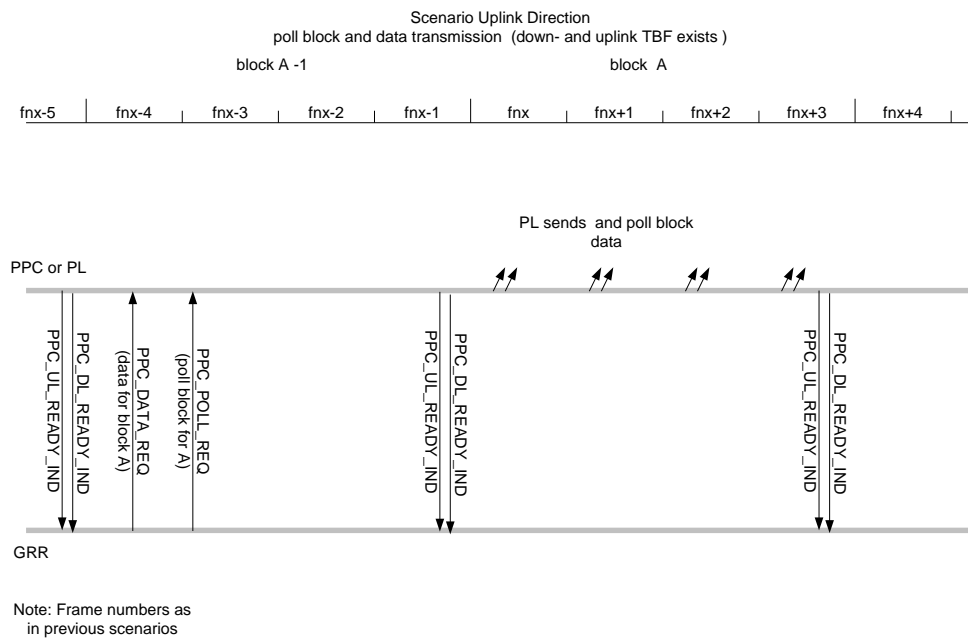 Scenario Uplink Direction
poll block and data transmission (down- and uplink TBF exists )
block A -1
block A
fnx-5
fnx-4
fnx-3
fnx-2
fnx-1
fnx
fnx+1
fnx+2
fnx+3
fnx+4
PL sends and poll block
data
PPC or PL
PPC_UL_READY_IND
PPC_DL_READY_IND
PPC_DATA_REQ
(data for block A)
PPC_POLL_REQ
(poll block for A)
PPC_UL_READY_IND
PPC_DL_READY_IND
PPC_UL_READY_IND
PPC_DL_READY_IND
GRR
Note: Frame numbers as
in previous scenarios